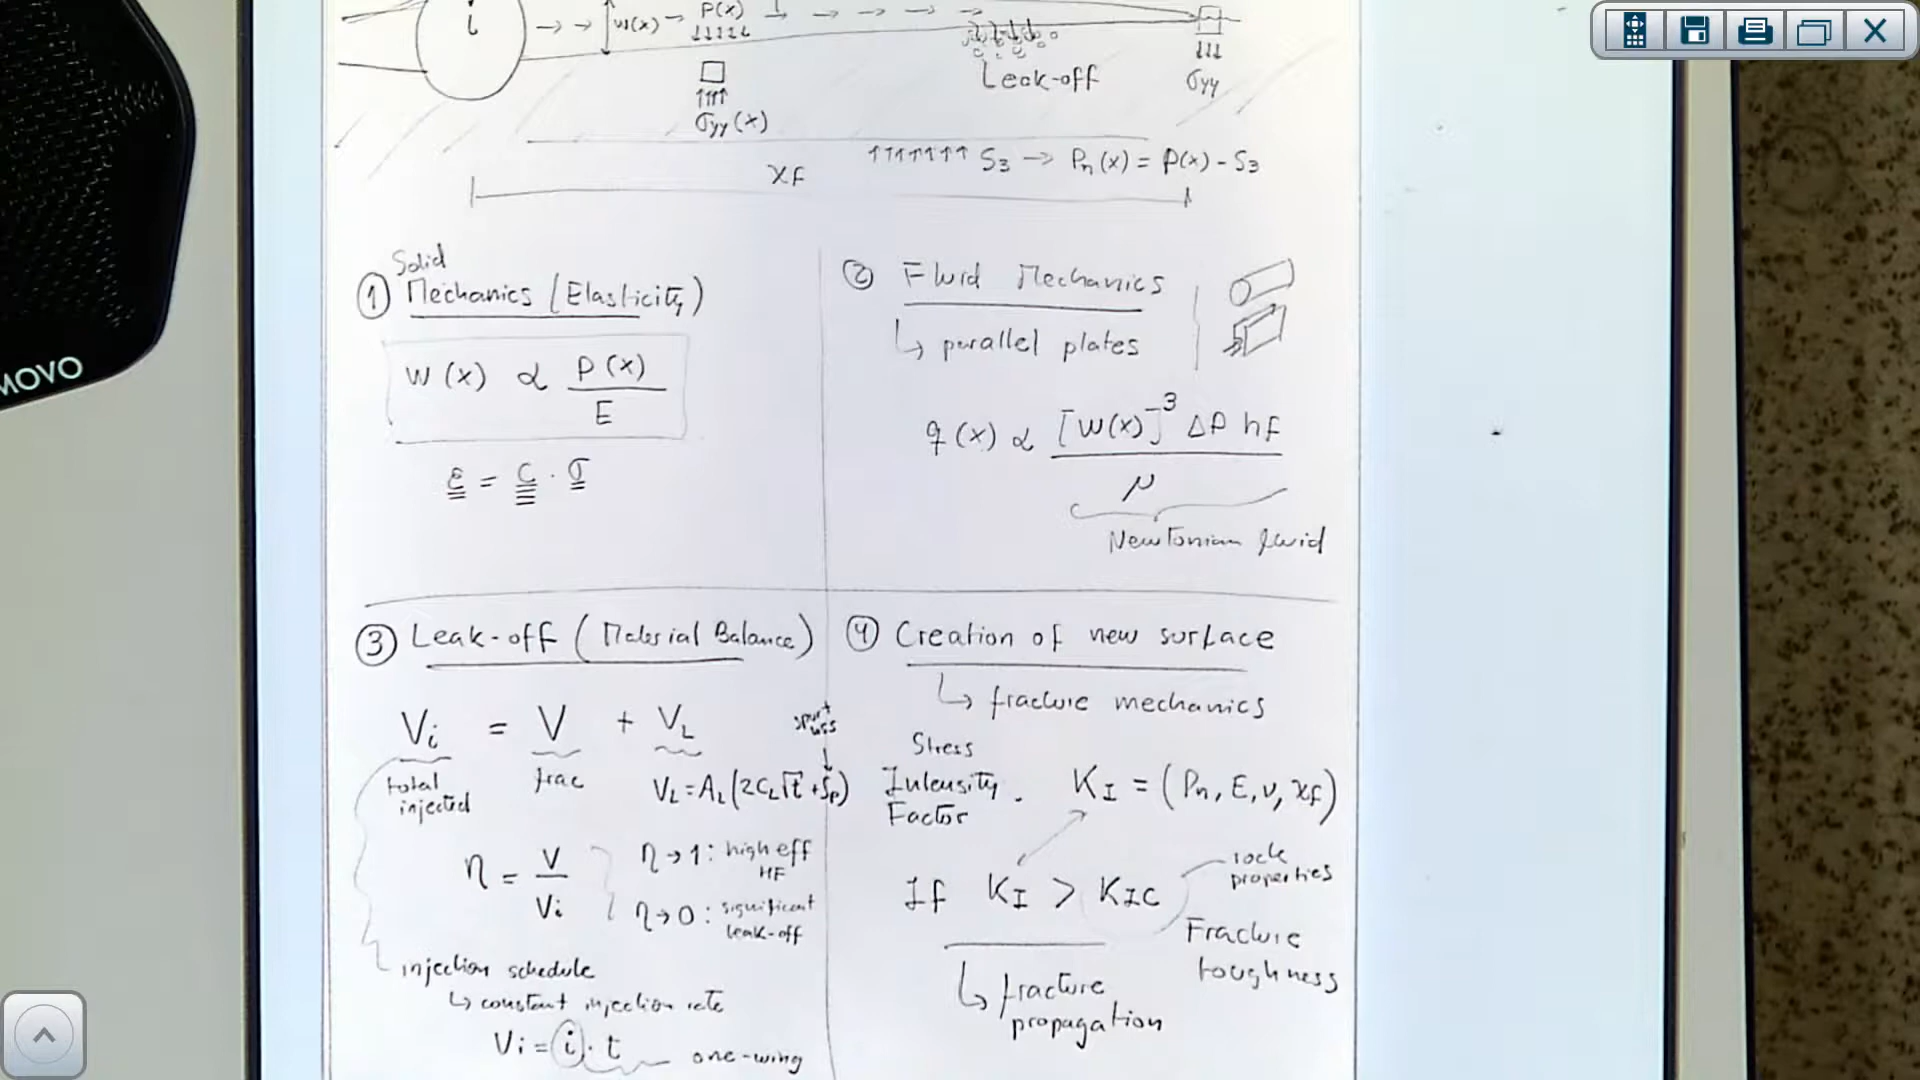 i
w(x)
P(x)
Leak-off
σyy
σyy(x)
S3 → Pn(x) = P(x) - S3
xf
MOVO
Solid
① Mechanics (Elasticity)
w(x) ∝ P(x) / E
ε = C · σ
② Fluid Mechanics
↳ parallel plates
q(x) ∝ [w(x)]³ ΔP hf / μ
Newtonian fluid
③ Leak-off (Material Balance)
Vi = V + VL
total injected
frac
spurt loss
VL = AL(2CL√t + Sp)
η = V / Vi
η → 1: high eff HF
η → 0: significant leak-off
injection schedule
↳ constant injection rate
Vi = i · t
one-wing
④ Creation of new surface
↳ fracture mechanics
Stress
Intensity
Factor
KI = (Pn, E, ν, xf)
If KI > KIC
rock properties
Fracture toughness
↳ fracture propagation